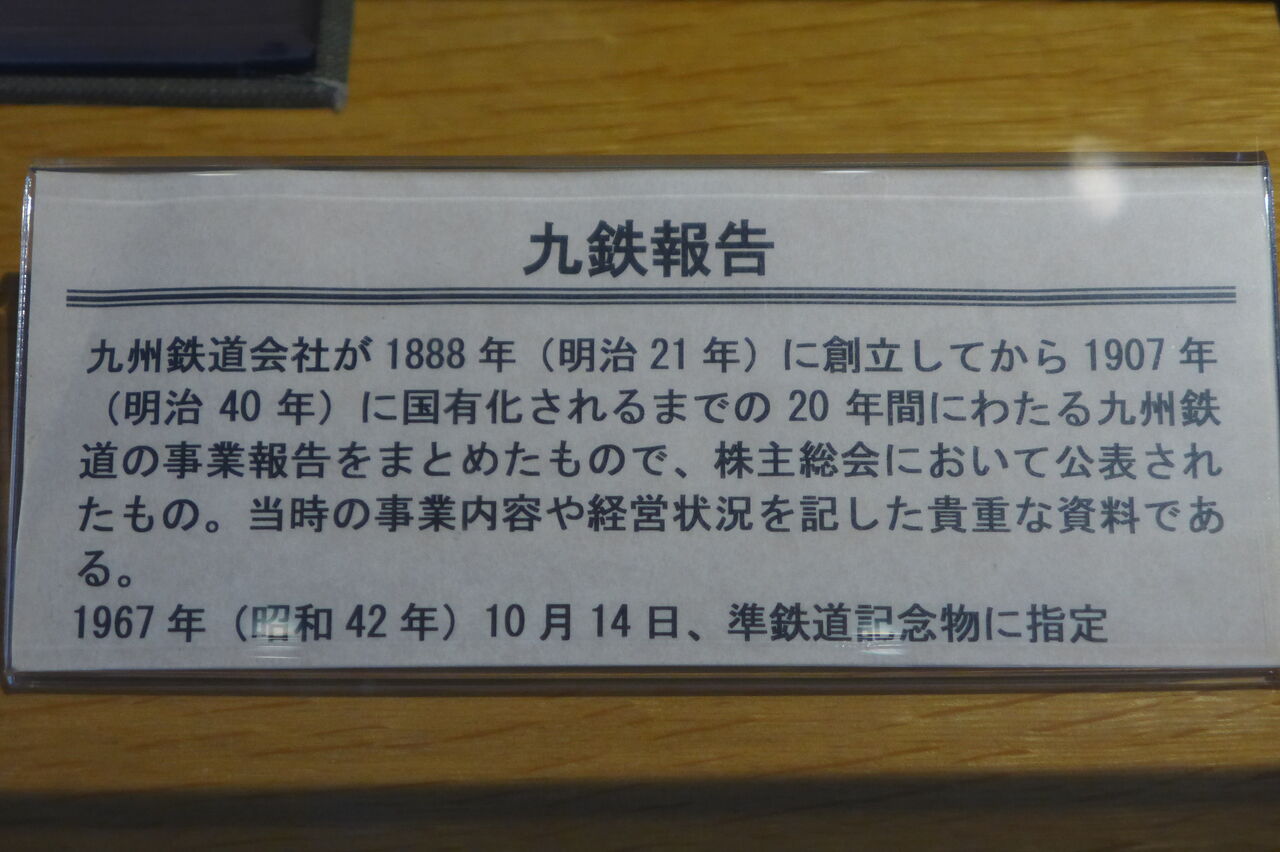 九鉄報告
九州鉄道会社が 1888 年（明治 21 年）に創立してから 1907 年
（明治 40 年）に国有化されるまでの 20 年間にわたる九州鉄
道の事業報告をまとめたもので、株主総会において公表され
たもの。当時の事業内容や経営状況を記した貴重な資料であ
る。
1967 年（昭和 42 年）10 月 14 日、準鉄道記念物に指定